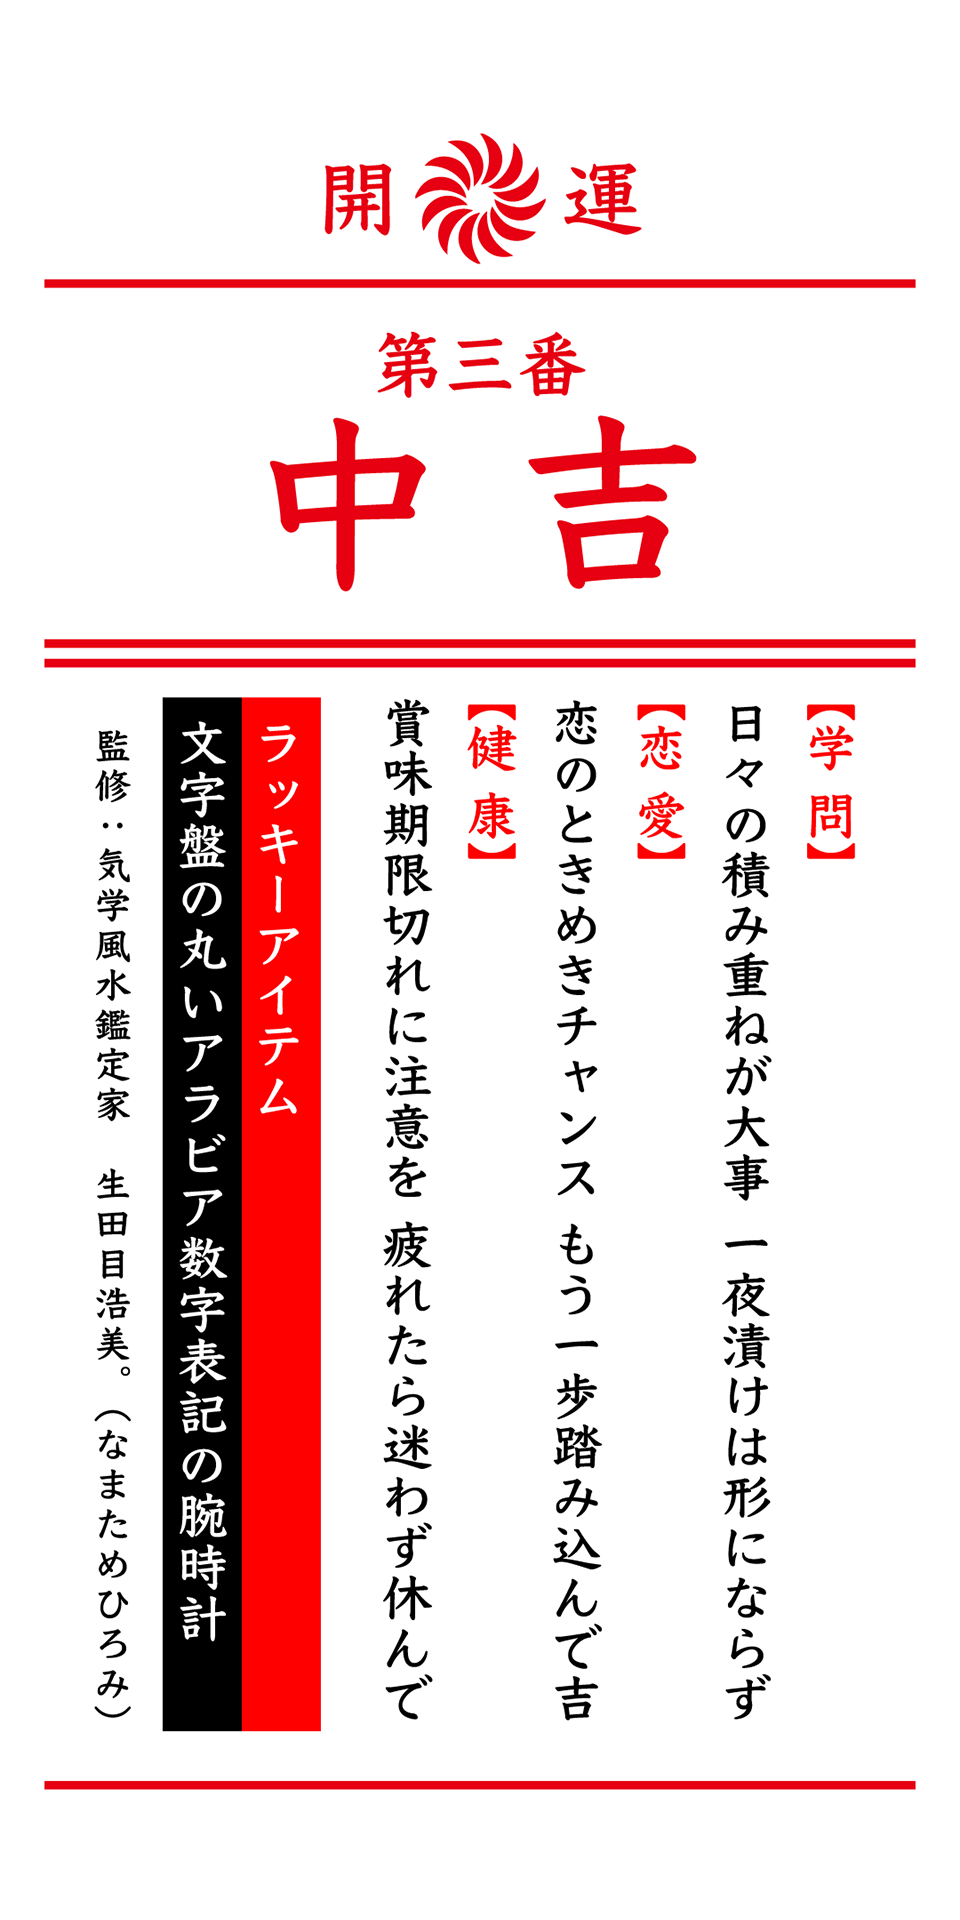 開運
第三番
中吉
【学問】
日々の積み重ねが大事 一夜漬けは形にならず
【恋愛】
恋のときめきチャンス もう一歩踏み込んで吉
【健康】
賞味期限切れに注意を 疲れたら迷わず休んで
ラッキーアイテム
文字盤の丸いアラビア数字表記の腕時計
監修：気学風水鑑定家　生田目浩美。（なまためひろみ）